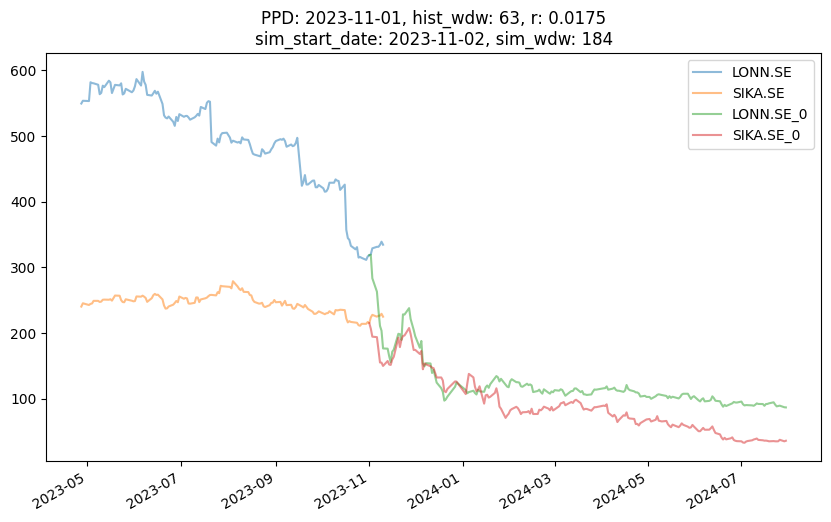 PPD: 2023-11-01, hist_wdw: 63, r: 0.0175
sim_start_date: 2023-11-02, sim_wdw: 184
600
500
400
300
200
100
LONN.SE
SIKA.SE
LONN.SE_0
SIKA.SE_0
2023-05
2023-07
2023-09
2023-11
2024-01
2024-03
2024-05
2024-07